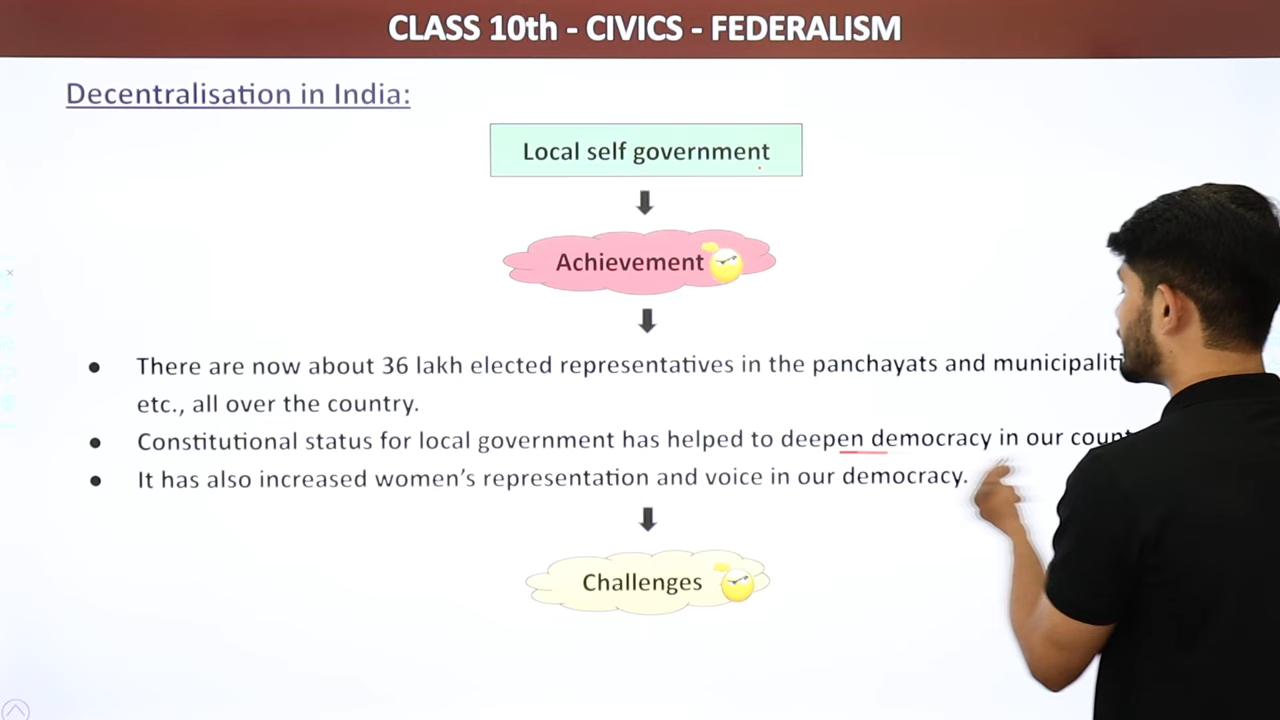 CLASS 10th - CIVICS - FEDERALISM
Decentralisation in India:
Local self government
Achievement
● There are now about 36 lakh elected representatives in the panchayats and
etc., all over the country.
● Constitutional status for local government has helped to deepen democracy in our
● It has also increased women's representation and voice in our democracy.
Challenges